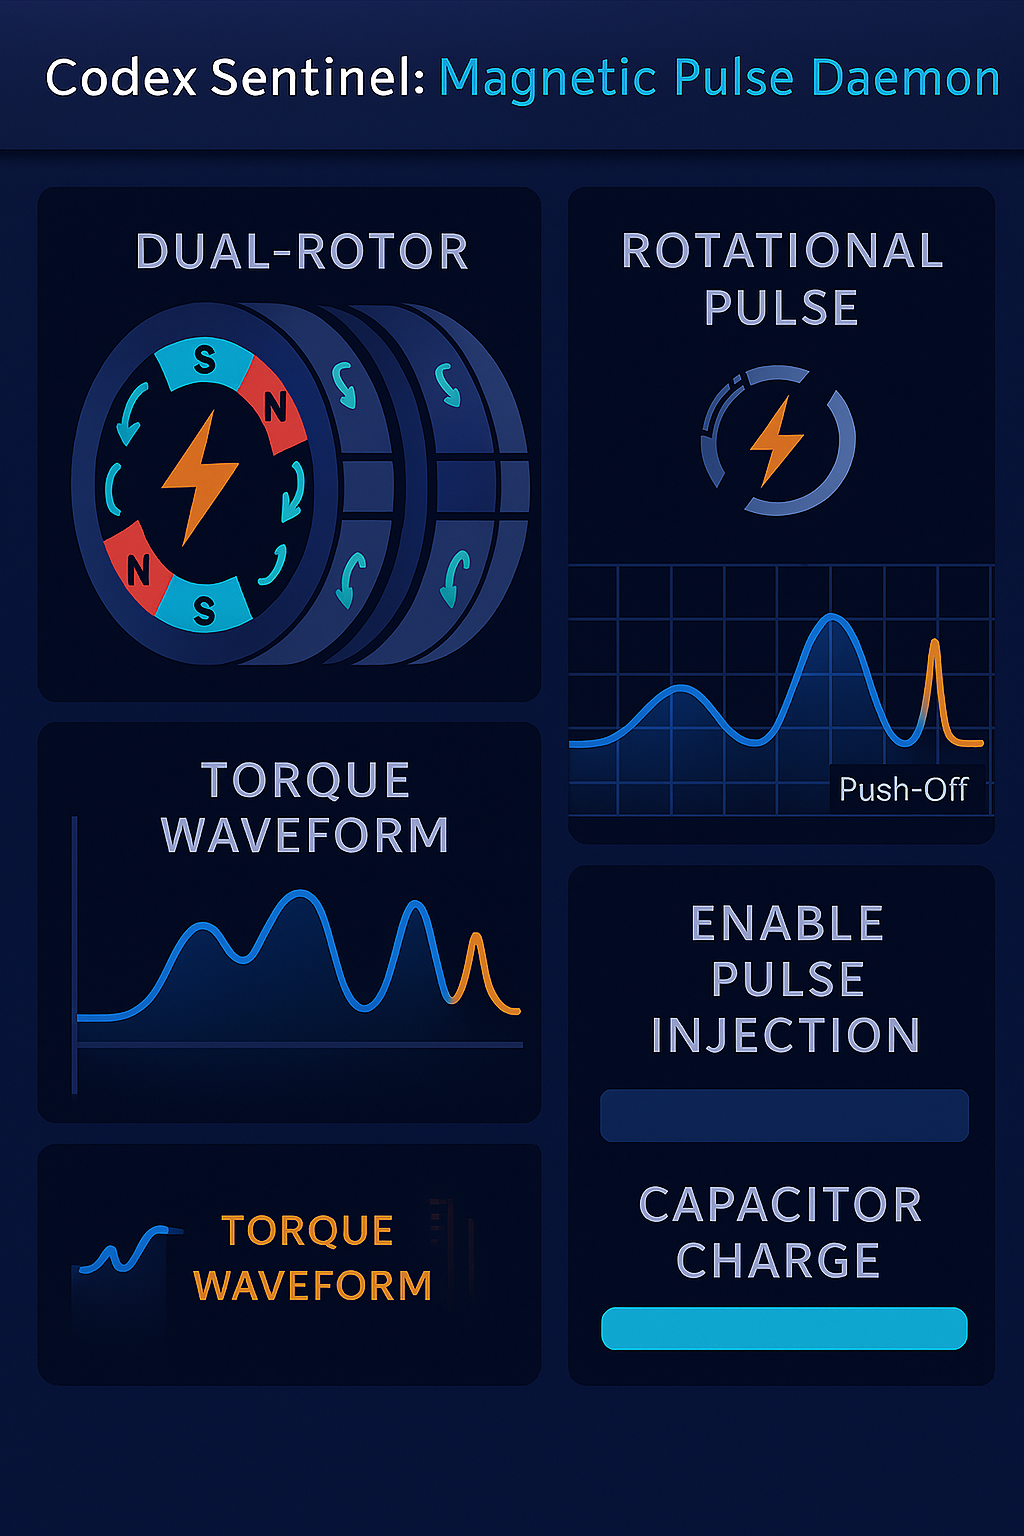 Codex Sentinel: Magnetic Pulse Daemon
DUAL-ROTOR
S
N
N
S
ROTATIONAL
PULSE
Push-Off
TORQUE
WAVEFORM
ENABLE
PULSE
INJECTION
CAPACITOR
CHARGE
TORQUE
WAVEFORM